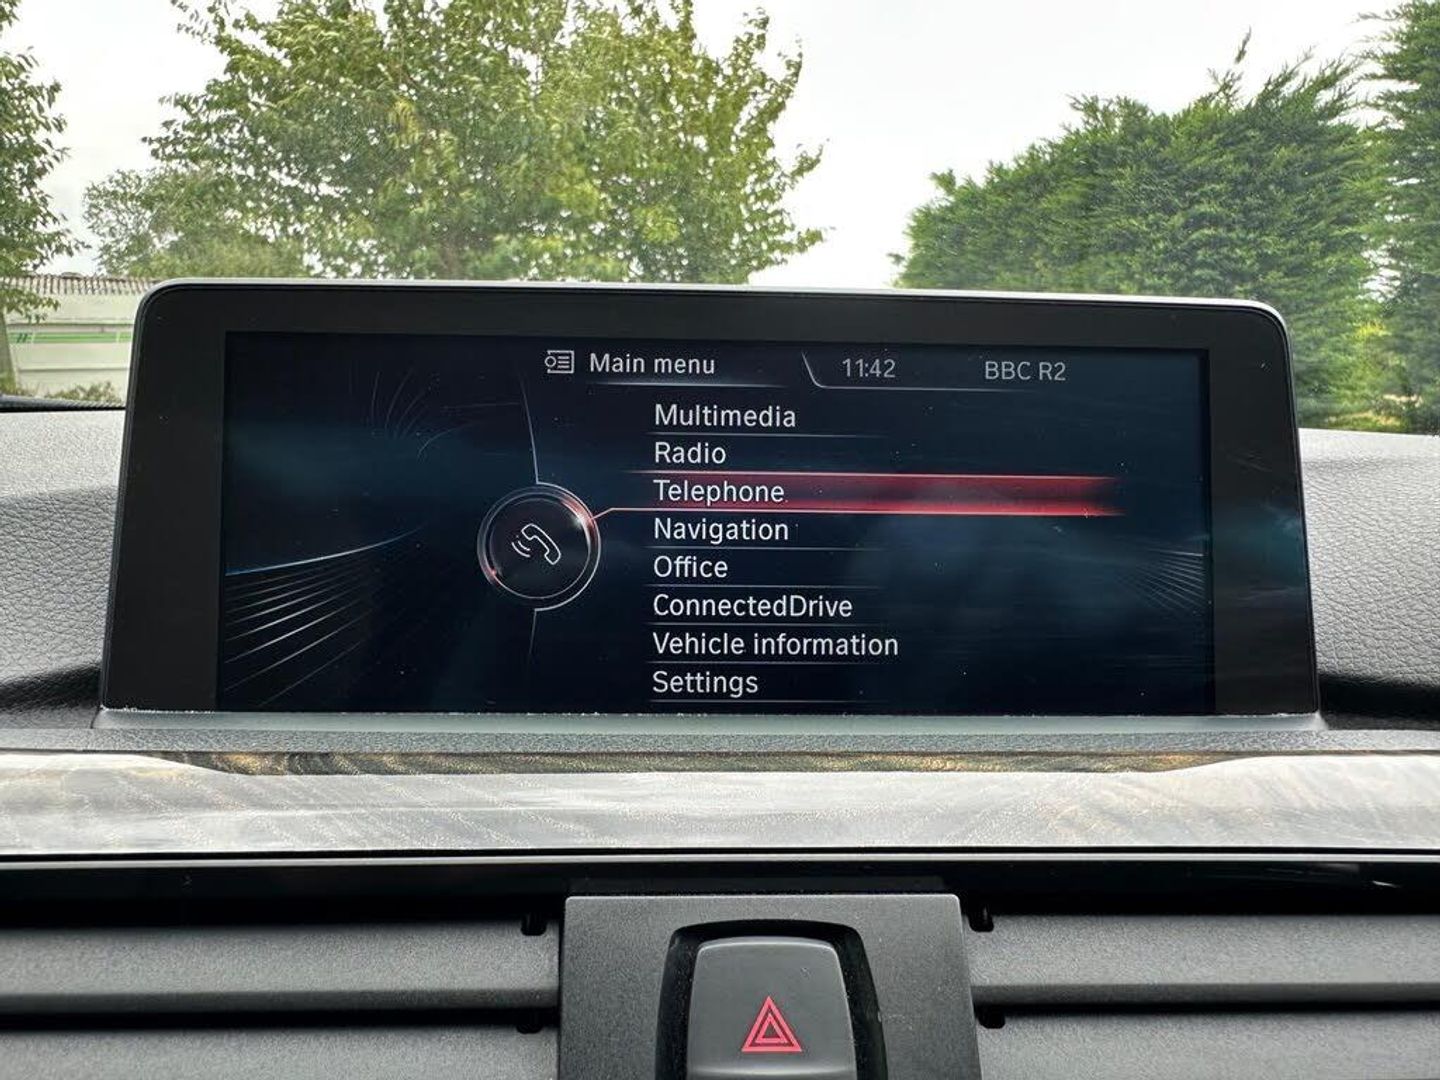 Main menu 11:42 BBC R2
Multimedia
Radio
Telephone
Navigation
Office
ConnectedDrive
Vehicle information
Settings